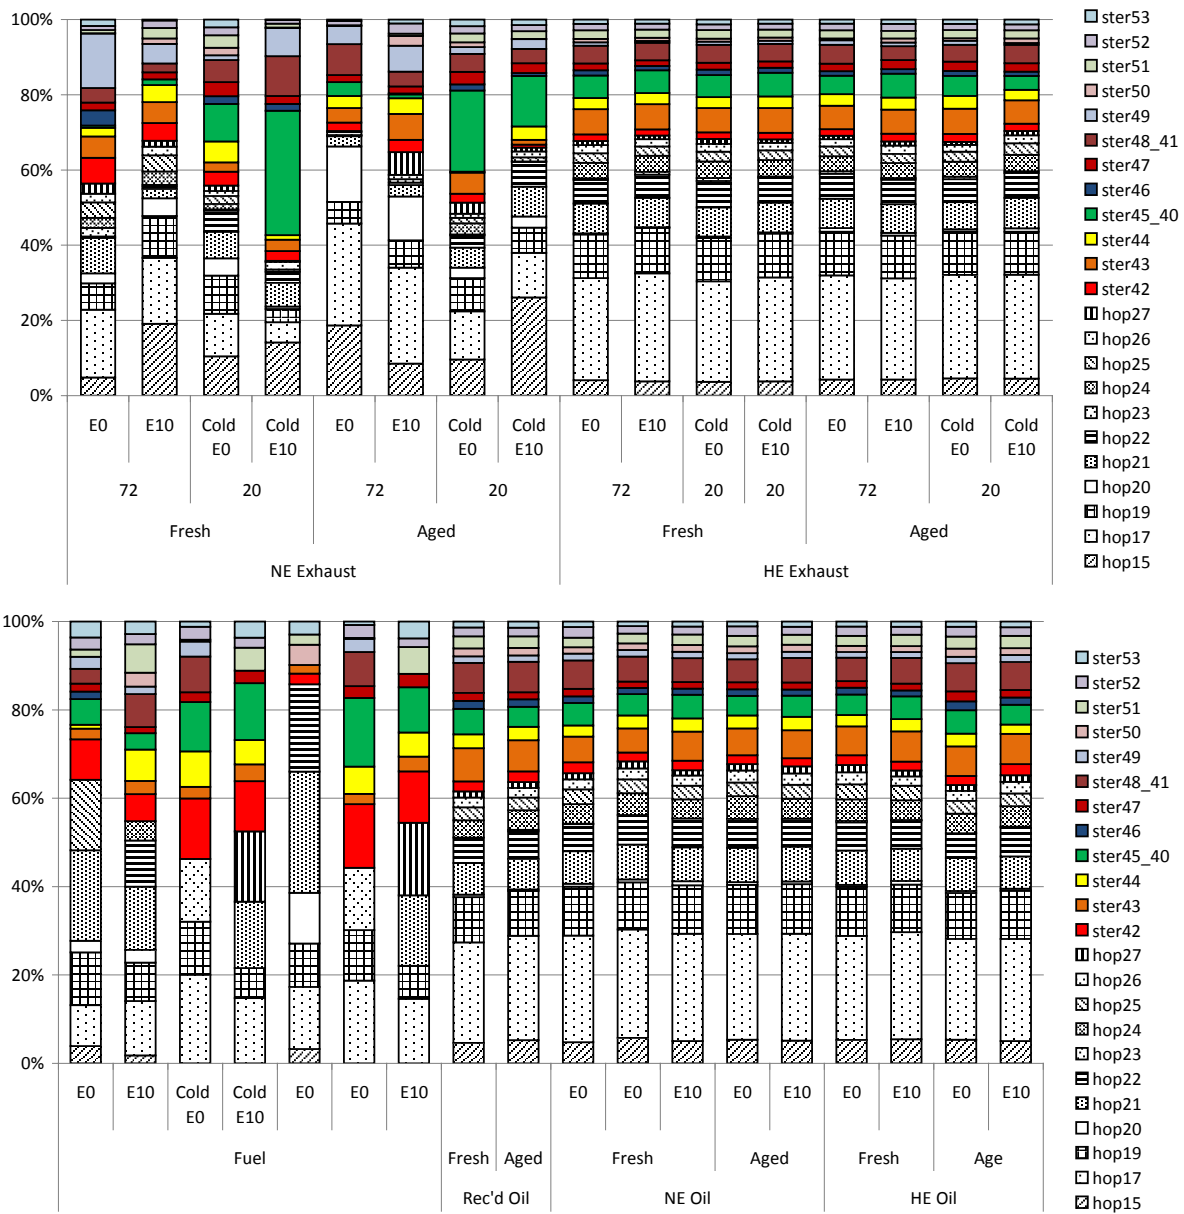 100%
80%
60%
40%
20%
0%
E0 E10 Cold E0 Cold E10 E0 E10 Cold E0 Cold E10 E0 E10 Cold E0 Cold E10 E0 E10 Cold E0 Cold E10
72 20 72 20 72 20 20 72 20
Fresh Aged Fresh Aged
NE Exhaust HE Exhaust
ster53
ster52
ster51
ster50
ster49
ster48_41
ster47
ster46
ster45_40
ster44
ster43
ster42
hop27
hop26
hop25
hop24
hop23
hop22
hop21
hop20
hop19
hop17
hop15
100%
80%
60%
40%
20%
0%
E0 E10 Cold E0 Cold E10 E0 E0 E10 E0 E0 E10 E0 E10 E0 E10 E0 E10
Fuel Fresh Aged Fresh Aged Fresh Age
Rec'd Oil NE Oil HE Oil
ster53
ster52
ster51
ster50
ster49
ster48_41
ster47
ster46
ster45_40
ster44
ster43
ster42
hop27
hop26
hop25
hop24
hop23
hop22
hop21
hop20
hop19
hop17
hop15